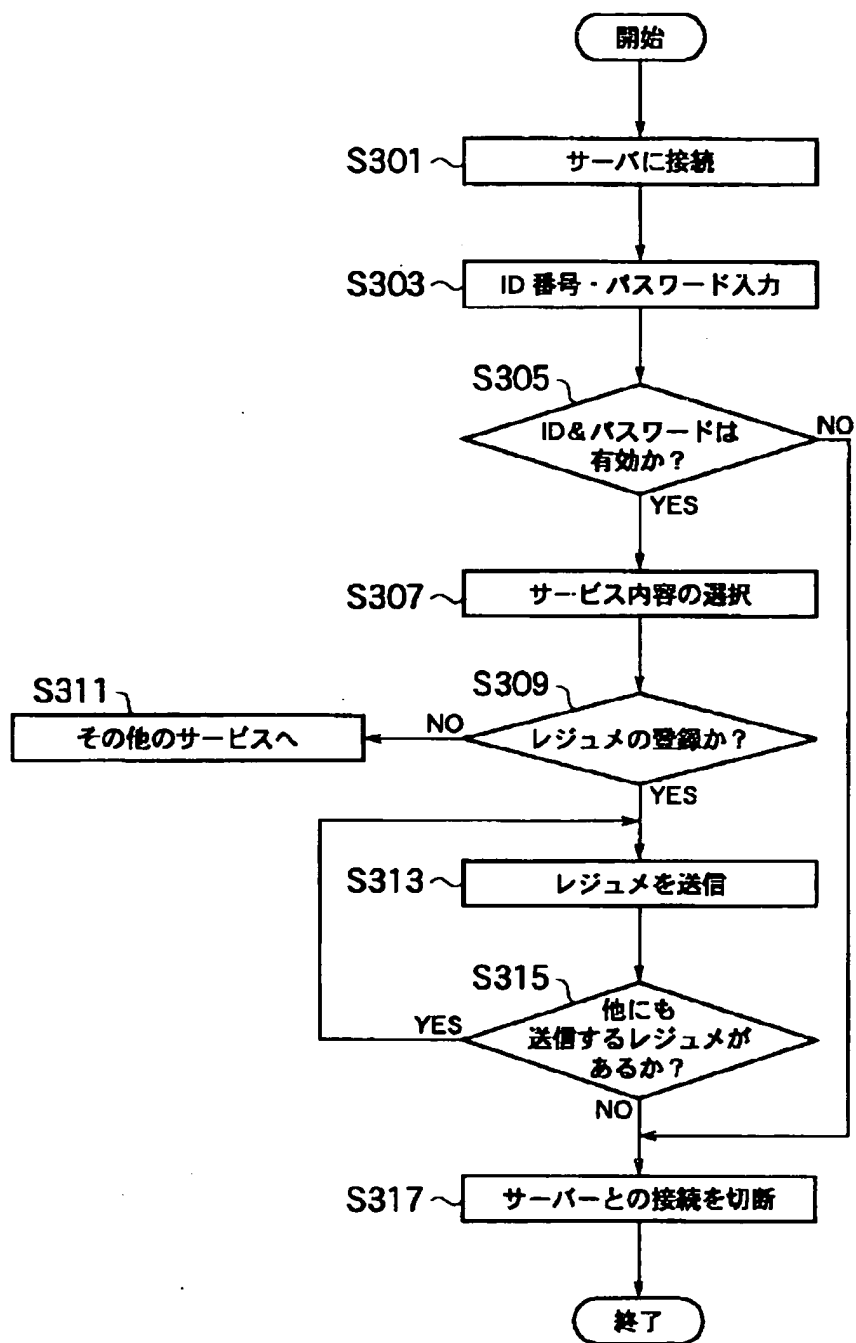 開始
S301
サーバに接続
S303
ID 番号・パスワード入力
S305
ID&パスワードは
有効か?
NO
YES
S307
サービス内容の選択
S309
レジュメの登録か?
NO
S311
その他のサービスへ
YES
S313
レジュメを送信
S315
他にも
送信するレジュメが
あるか?
YES
NO
S317
サーバーとの接続を切断
終了